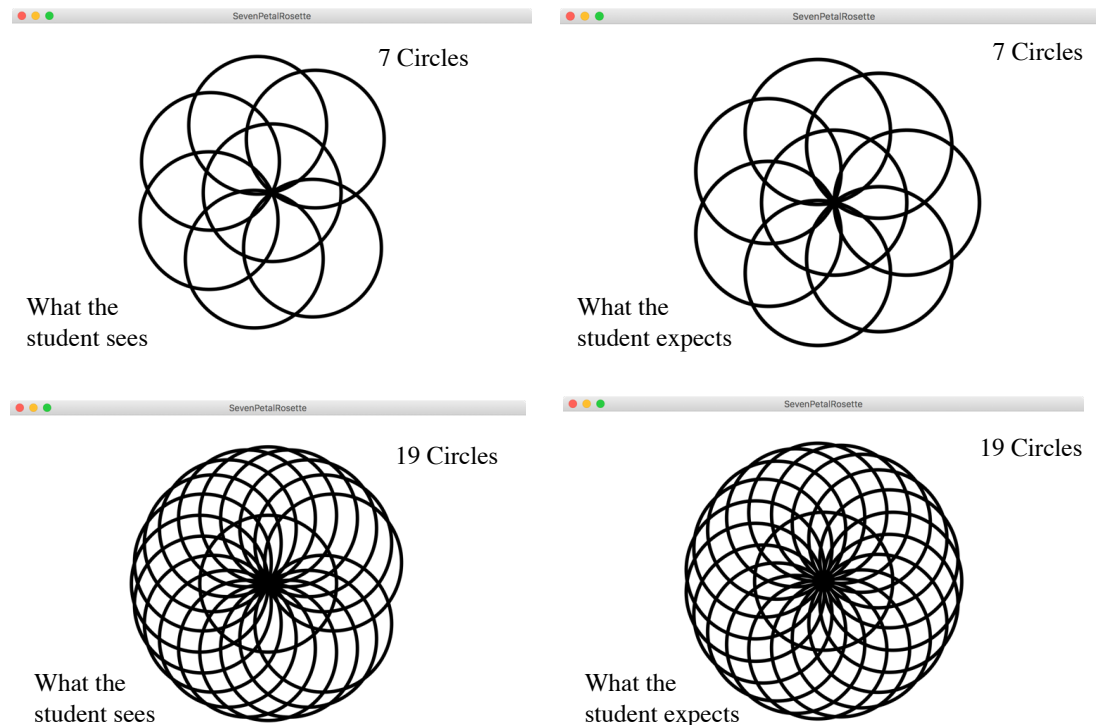 SevenPetalRosette
7 Circles
What the
student sees
SevenPetalRosette
7 Circles
What the
student expects
SevenPetalRosette
19 Circles
What the
student sees
SevenPetalRosette
19 Circles
What the
student expects